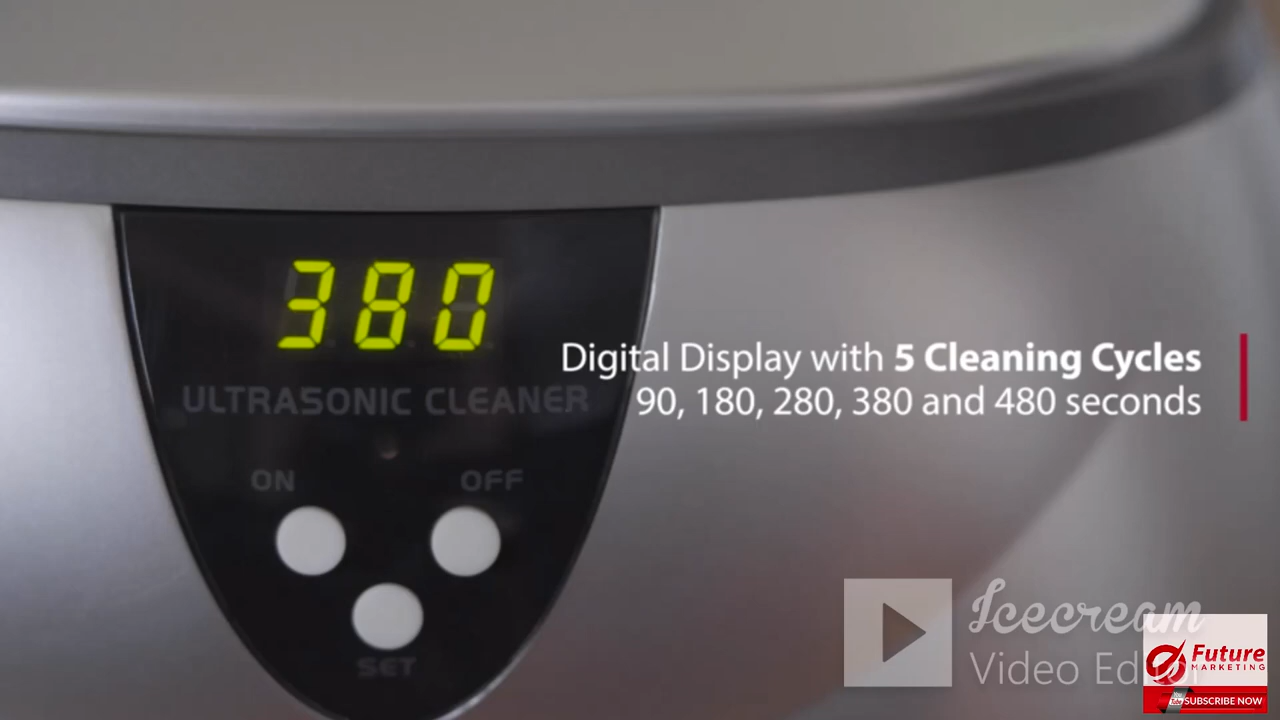 380
ULTRASONIC CLEANER
ON
OFF
SET
Digital Display with 5 Cleaning Cycles
90, 180, 280, 380 and 480 seconds
Icecream
Video Editor
Future
MARKETING
SUBSCRIBE NOW